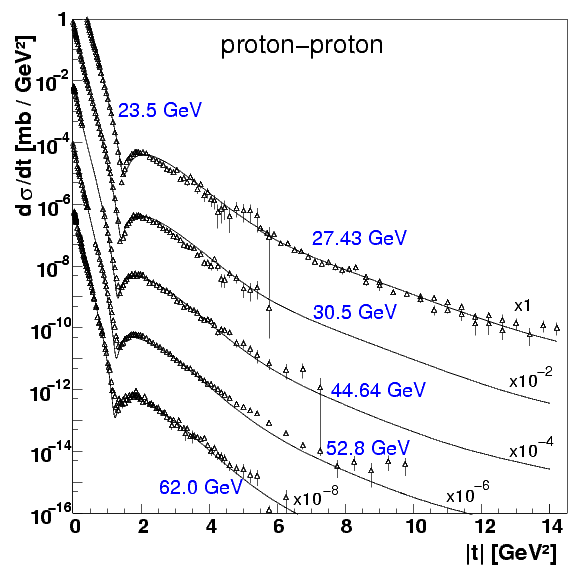 proton–proton
dσ/dt [mb / GeV²]
1
10⁻²
10⁻⁴
10⁻⁶
10⁻⁸
10⁻¹⁰
10⁻¹²
10⁻¹⁴
10⁻¹⁶
23.5 GeV
27.43 GeV
x1
30.5 GeV
x10⁻²
44.64 GeV
x10⁻⁴
52.8 GeV
x10⁻⁶
62.0 GeV
x10⁻⁸
0 2 4 6 8 10 12 14
|t| [GeV²]